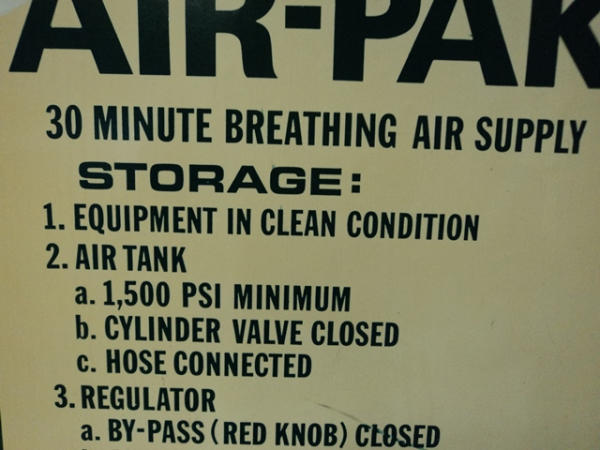 AIR-PAK
30 MINUTE BREATHING AIR SUPPLY
STORAGE:
1. EQUIPMENT IN CLEAN CONDITION
2. AIR TANK
a. 1,500 PSI MINIMUM
b. CYLINDER VALVE CLOSED
c. HOSE CONNECTED
3. REGULATOR
a. BY-PASS (RED KNOB) CLOSED